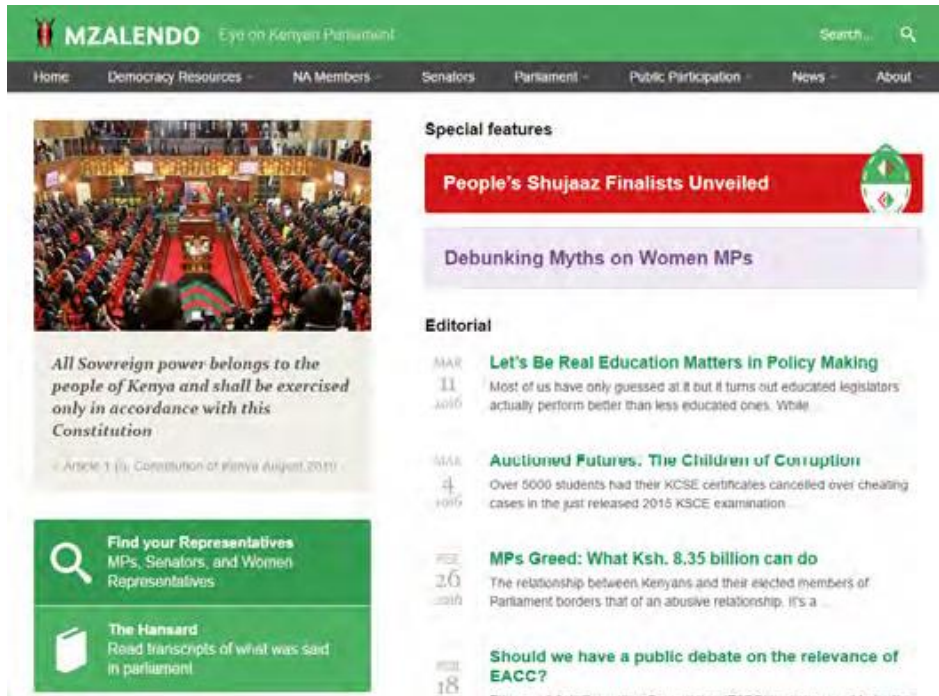 MZALENDO Eye on Kenyan Parliament
Search...
Home Democracy Resources NA Members Senators Parliament Public Participation News About
All Sovereign power belongs to the
people of Kenya and shall be exercised
only in accordance with this
Constitution
- Article 1 (1), Constitution of Kenya August 2010 -
Find your Representatives
MPs, Senators, and Women
Representatives
The Hansard
Read transcripts of what was said
in parliament
Special features
People's Shujaaz Finalists Unveiled
Debunking Myths on Women MPs
Editorial
MAR
11
2016
Let's Be Real Education Matters in Policy Making
Most of us have only guessed at it but it turns out educated legislators
actually perform better than less educated ones. While
MAR
4
2016
Auctioned Futures: The Children of Corruption
Over 5000 students had their KCSE certificates cancelled over cheating
cases in the just released 2015 KSCE examination
FEB
26
2016
MPs Greed: What Ksh. 8.35 billion can do
The relationship between Kenyans and their elected members of
Parliament borders that of an abusive relationship. It's a
FEB
18
Should we have a public debate on the relevance of
EACC?